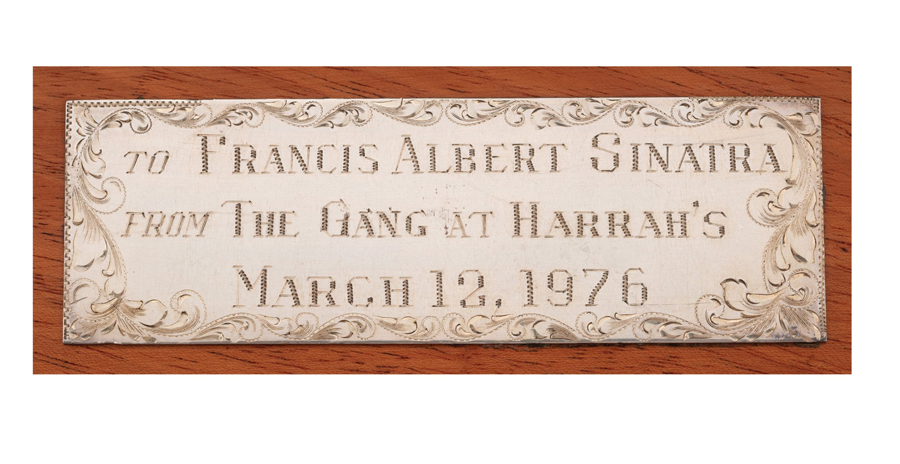 TO FRANCIS ALBERT SINATRA
FROM THE GANG AT HARRAH'S
MARCH 12, 1976